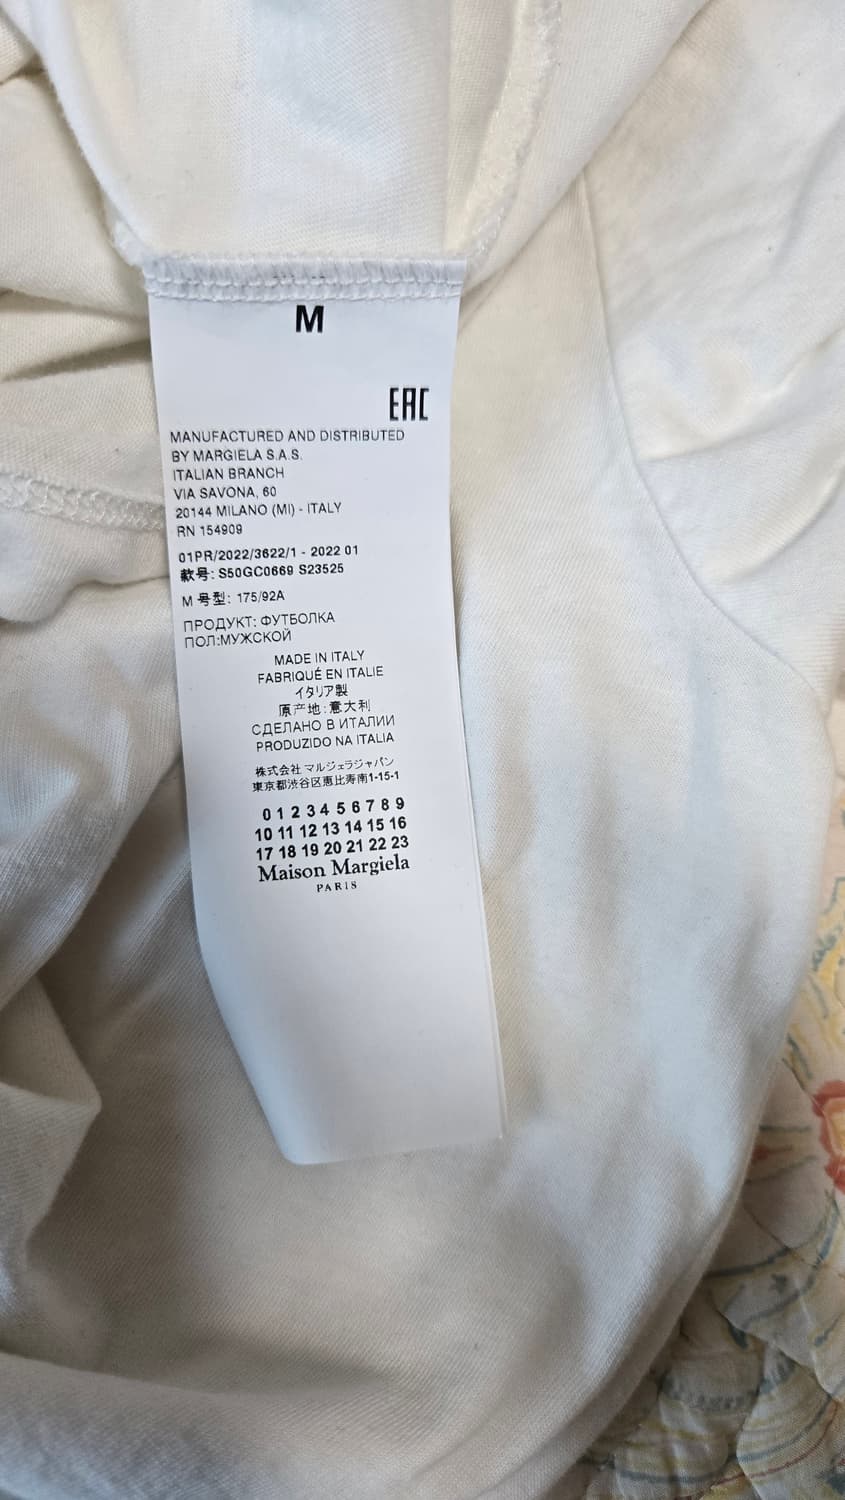 M
EAC
MANUFACTURED AND DISTRIBUTED
BY MARGIELA S.A.S.
ITALIAN BRANCH
VIA SAVONA, 60
20144 MILANO (MI) - ITALY
RN 154909
01PR/2022/3622/1 - 2022 01
款号: S50GC0669 S23525
M 号型: 175/92A
ПРОДУКТ: ФУТБОЛКА
ПОЛ:МУЖСКОЙ
MADE IN ITALY
FABRIQUÉ EN ITALIE
イタリア製
原产地:意大利
СДЕЛАНО В ИТАЛИИ
PRODUZIDO NA ITALIA
株式会社 マルジェラジャパン
東京都渋谷区恵比寿南1-15-1
0 1 2 3 4 5 6 7 8 9
10 11 12 13 14 15 16
17 18 19 20 21 22 23
Maison Margiela
PARIS